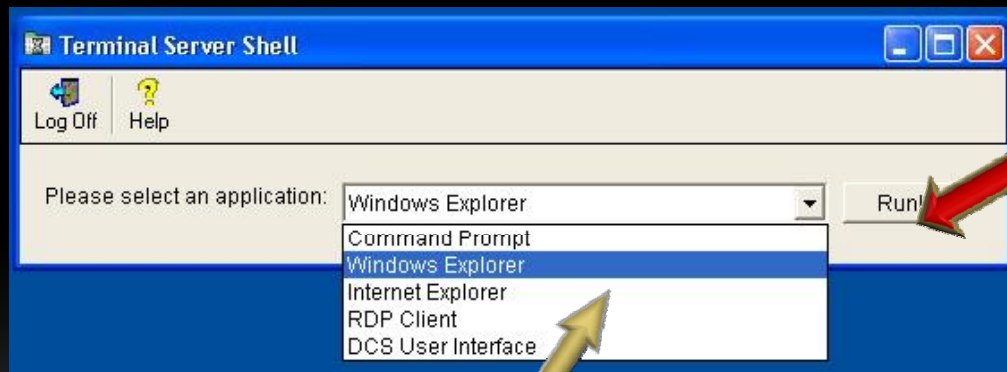 Terminal Server Shell
Log Off Help
Please select an application: Windows Explorer Run!
Command Prompt
Windows Explorer
Internet Explorer
RDP Client
DCS User Interface